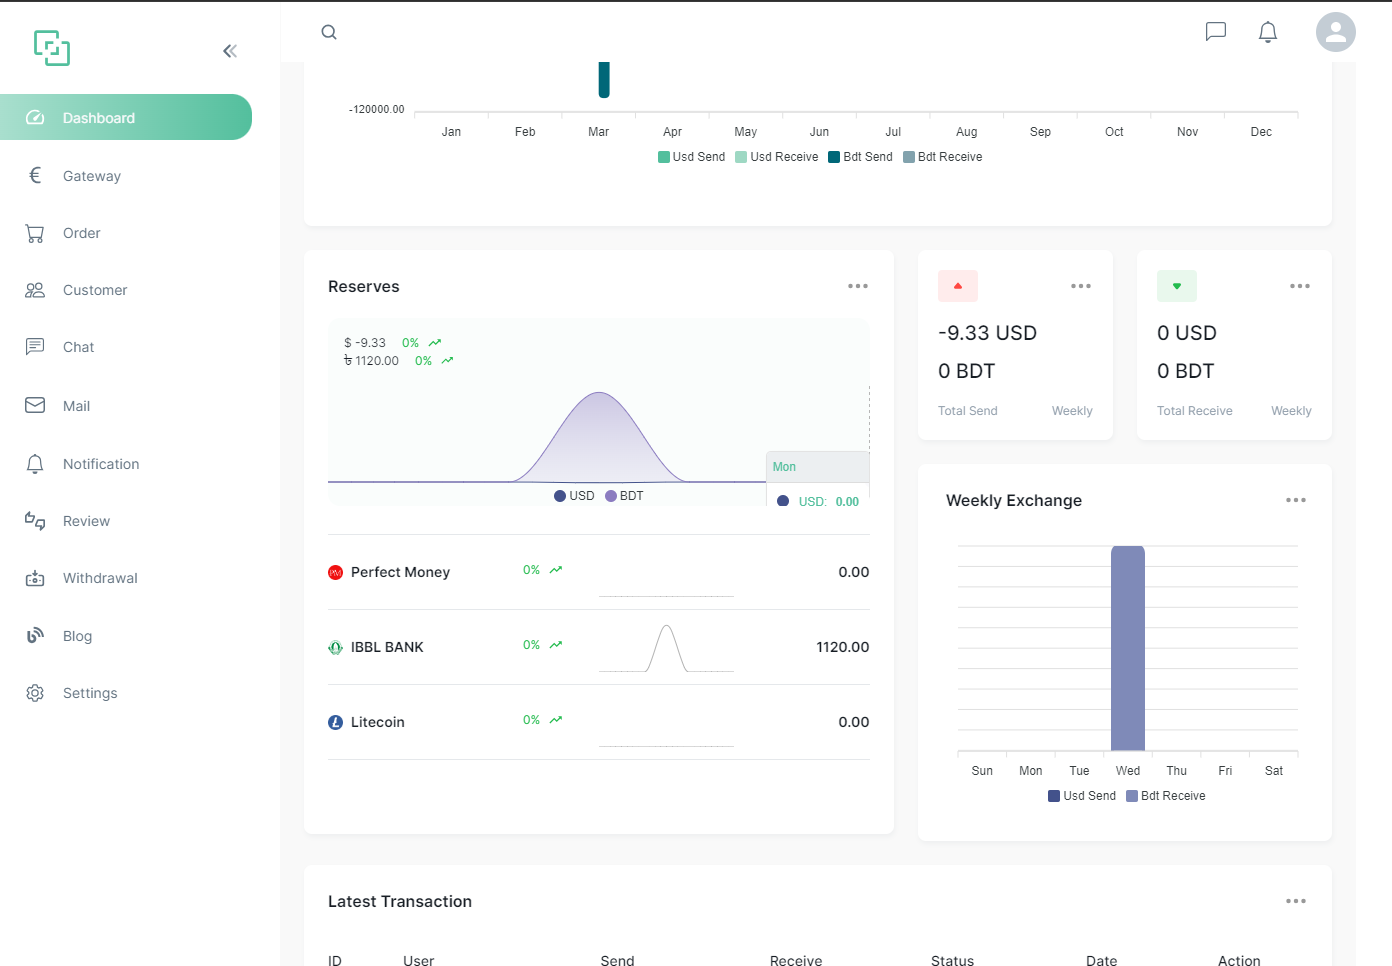 Dashboard
Gateway
Order
Customer
Chat
Mail
Notification
Review
Withdrawal
Blog
Settings
-120000.00
Jan Feb Mar Apr May Jun Jul Aug Sep Oct Nov Dec
Usd Send Usd Receive Bdt Send Bdt Receive
Reserves
$ -9.33 0%
৳ 1120.00 0%
Mon
USD: 0.00
USD BDT
Perfect Money 0% 0.00
IBBL BANK 0% 1120.00
Litecoin 0% 0.00
-9.33 USD
0 BDT
Total Send Weekly
0 USD
0 BDT
Total Receive Weekly
Weekly Exchange
Sun Mon Tue Wed Thu Fri Sat
Usd Send Bdt Receive
Latest Transaction
ID User Send Receive Status Date Action